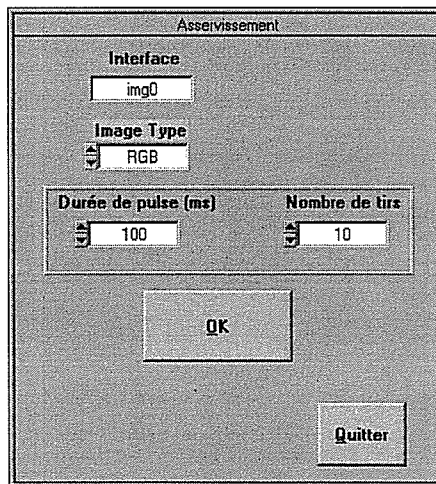 Asservissement
Interface
img0
Image Type
RGB
Durée de pulse (ms) Nombre de tirs
100 10
OK
Quitter